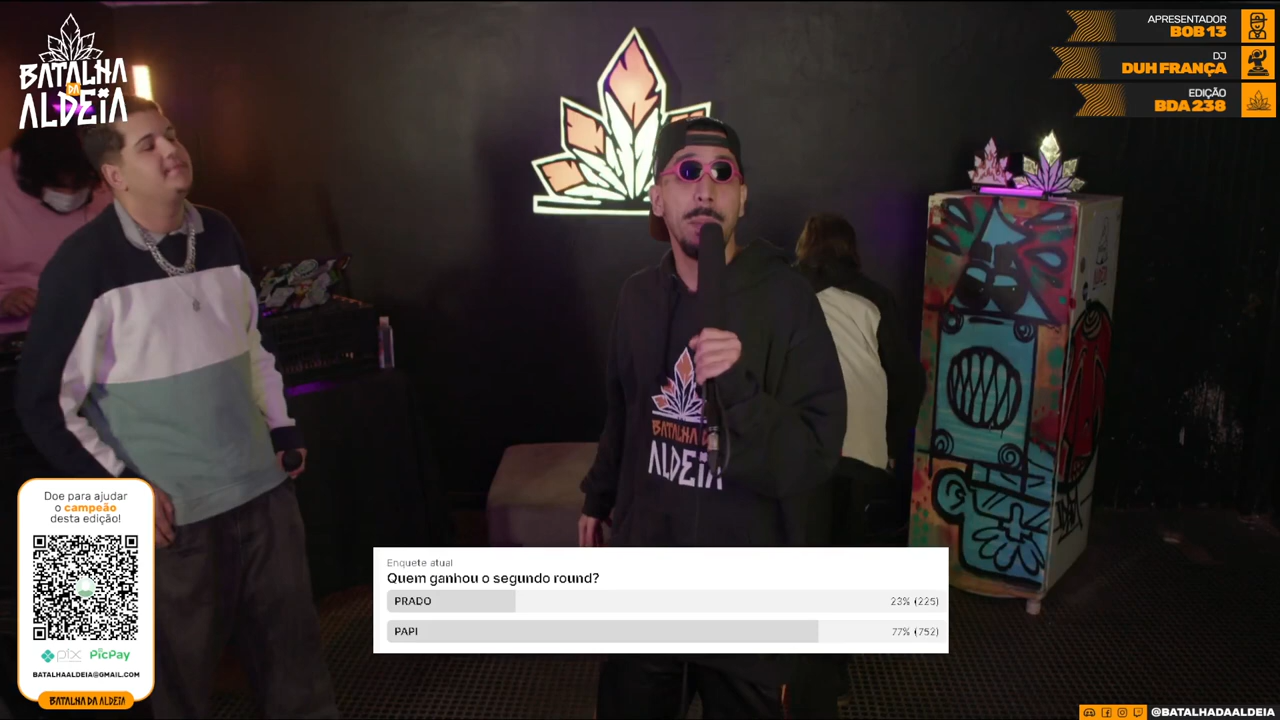 BATALHA
DA
ALDEIA
APRESENTADOR
BOB 13
DJ
DUH FRANÇA
EDIÇÃO
BDA 238
BATALHA DA
ALDEIA
Doe para ajudar
o campeão
desta edição!
pix PicPay
BATALHAALDEIA@GMAIL.COM
BATALHA DA ALDEIA
Enquete atual
Quem ganhou o segundo round?
PRADO 23% (225)
PAPI 77% (752)
@BATALHADAALDEIA